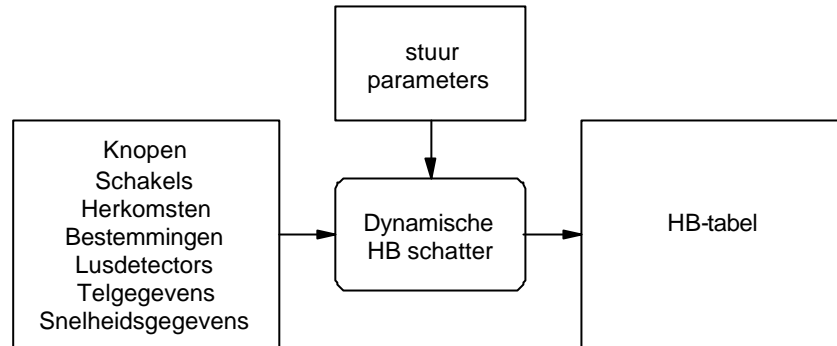 stuur
parameters
Knopen
Schakels
Herkomsten
Bestemmingen
Lusdetectors
Telgegevens
Snelheidsgegevens
Dynamische
HB schatter
HB-tabel